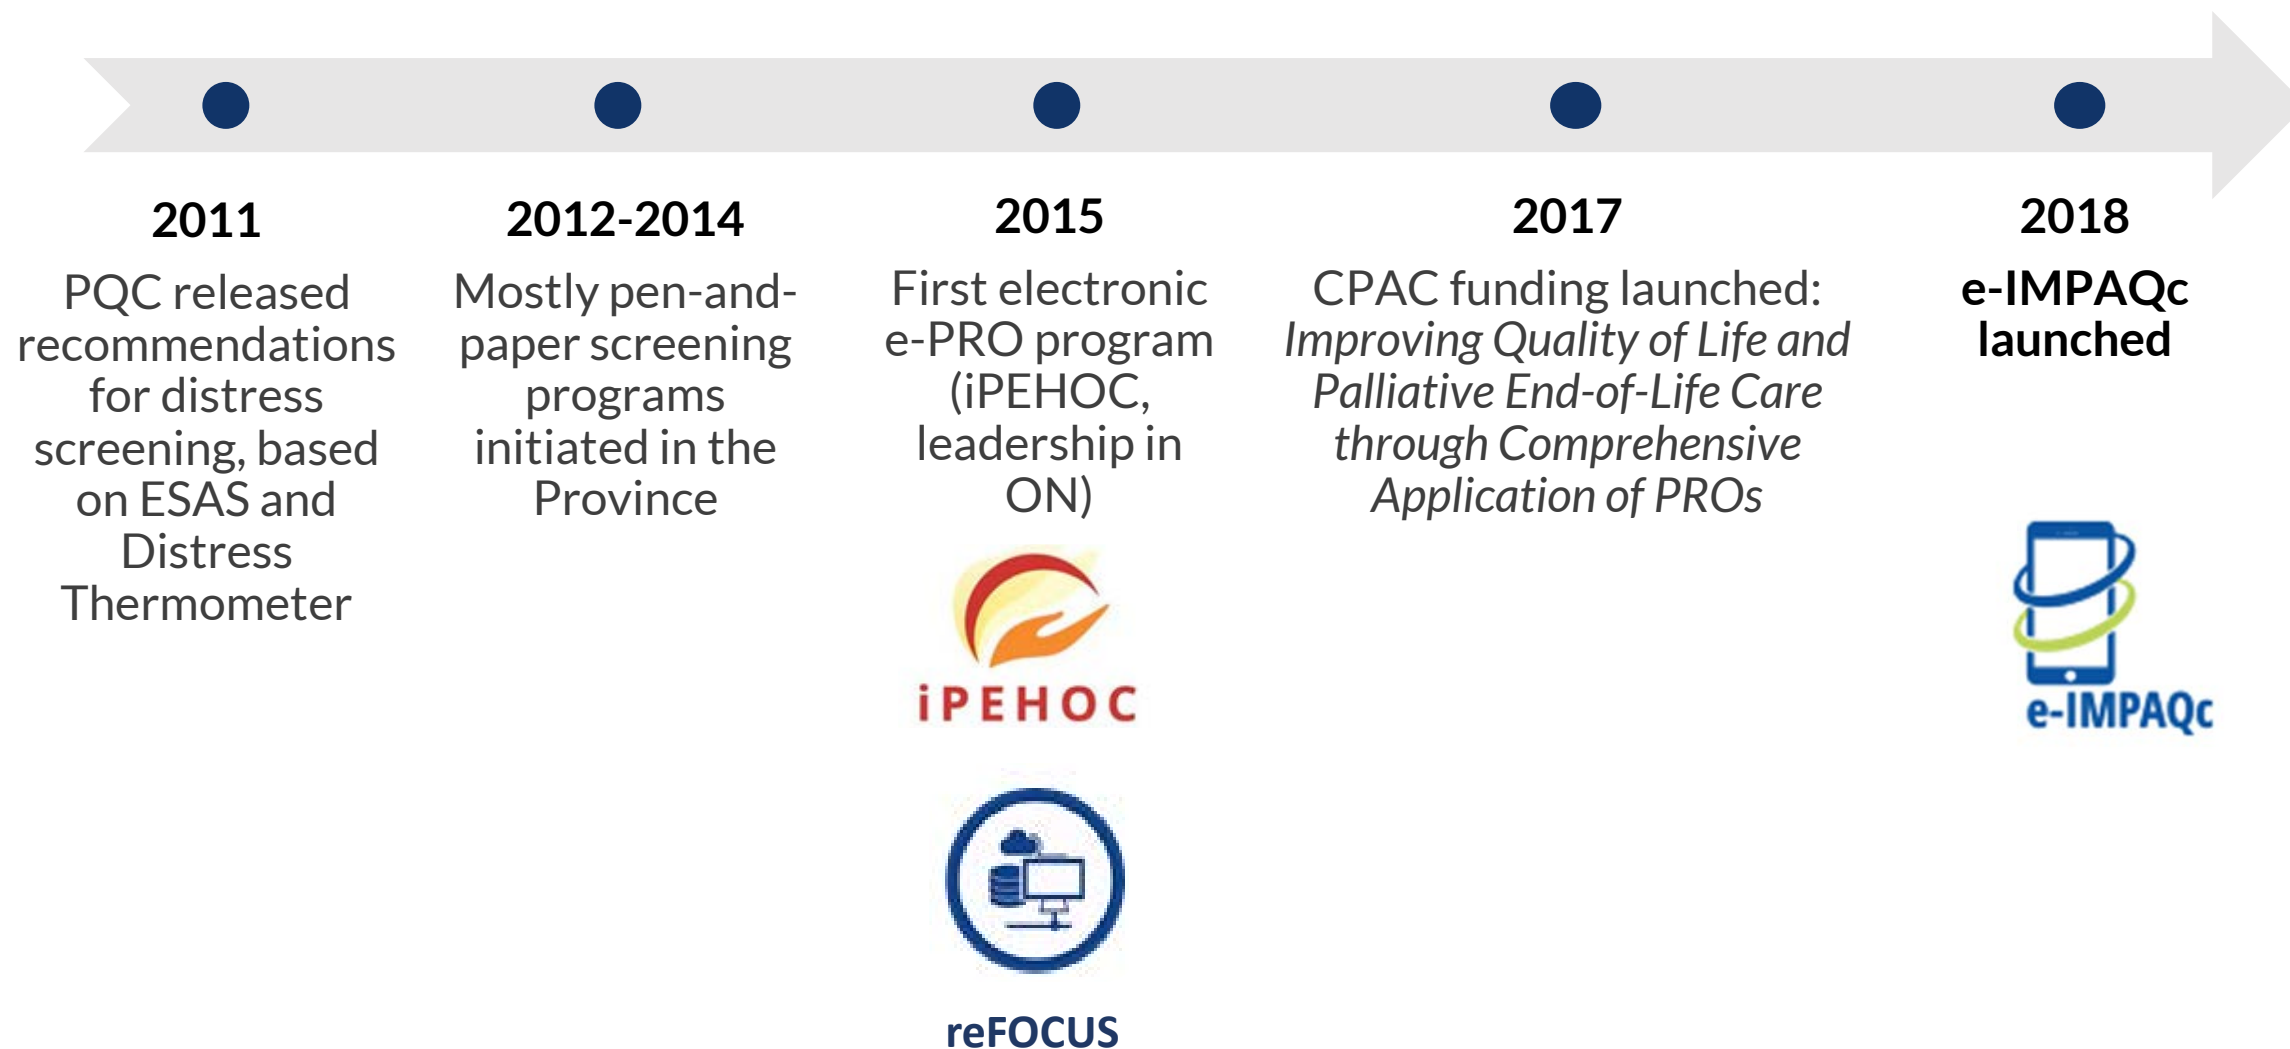 2011
PQC released
recommendations
for distress
screening, based
on ESAS and
Distress
Thermometer
2012-2014
Mostly pen-and-
paper screening
programs
initiated in the
Province
2015
First electronic
e-PRO program
(iPEHOC,
leadership in
ON)
iPEHOC
reFOCUS
2017
CPAC funding launched:
Improving Quality of Life and
Palliative End-of-Life Care
through Comprehensive
Application of PROs
2018
e-IMPAQc
launched
e-IMPAQc